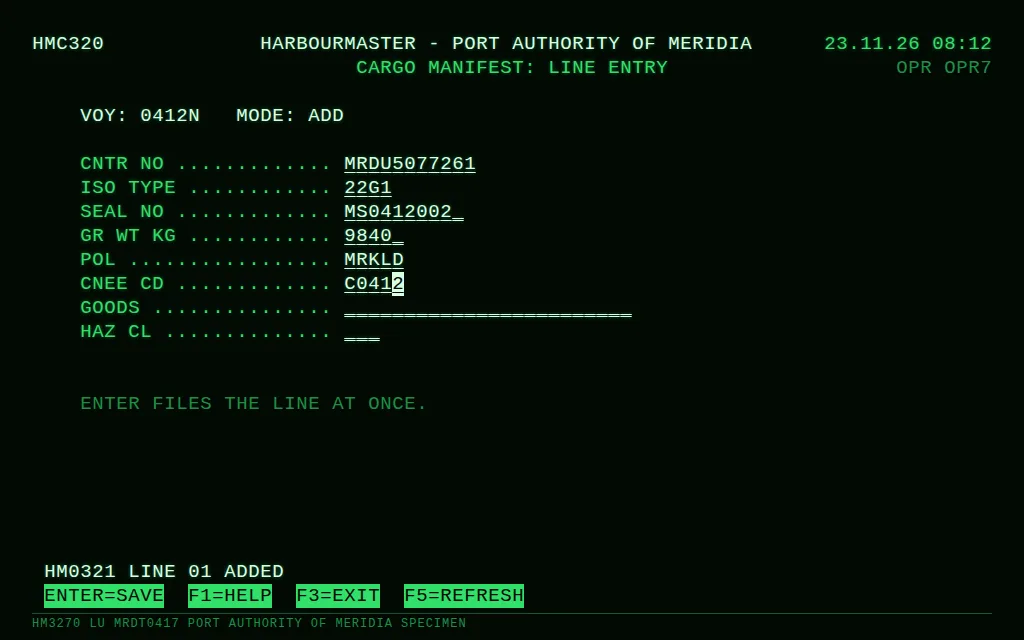 HMC320 HARBOURMASTER - PORT AUTHORITY OF MERIDIA 23.11.26 08:12
CARGO MANIFEST: LINE ENTRY OPR OPR7
VOY: 0412N MODE: ADD
CNTR NO ............. MRDU5077261
ISO TYPE ............ 22G1
SEAL NO ............. MS0412002_
GR WT KG ............ 9840_
POL ................. MRKLD
CNEE CD ............. C0412
GOODS ............... ________________________
HAZ CL .............. ___
ENTER FILES THE LINE AT ONCE.
HM0321 LINE 01 ADDED
ENTER=SAVE F1=HELP F3=EXIT F5=REFRESH
HM3270 LU MRDT0417 PORT AUTHORITY OF MERIDIA SPECIMEN